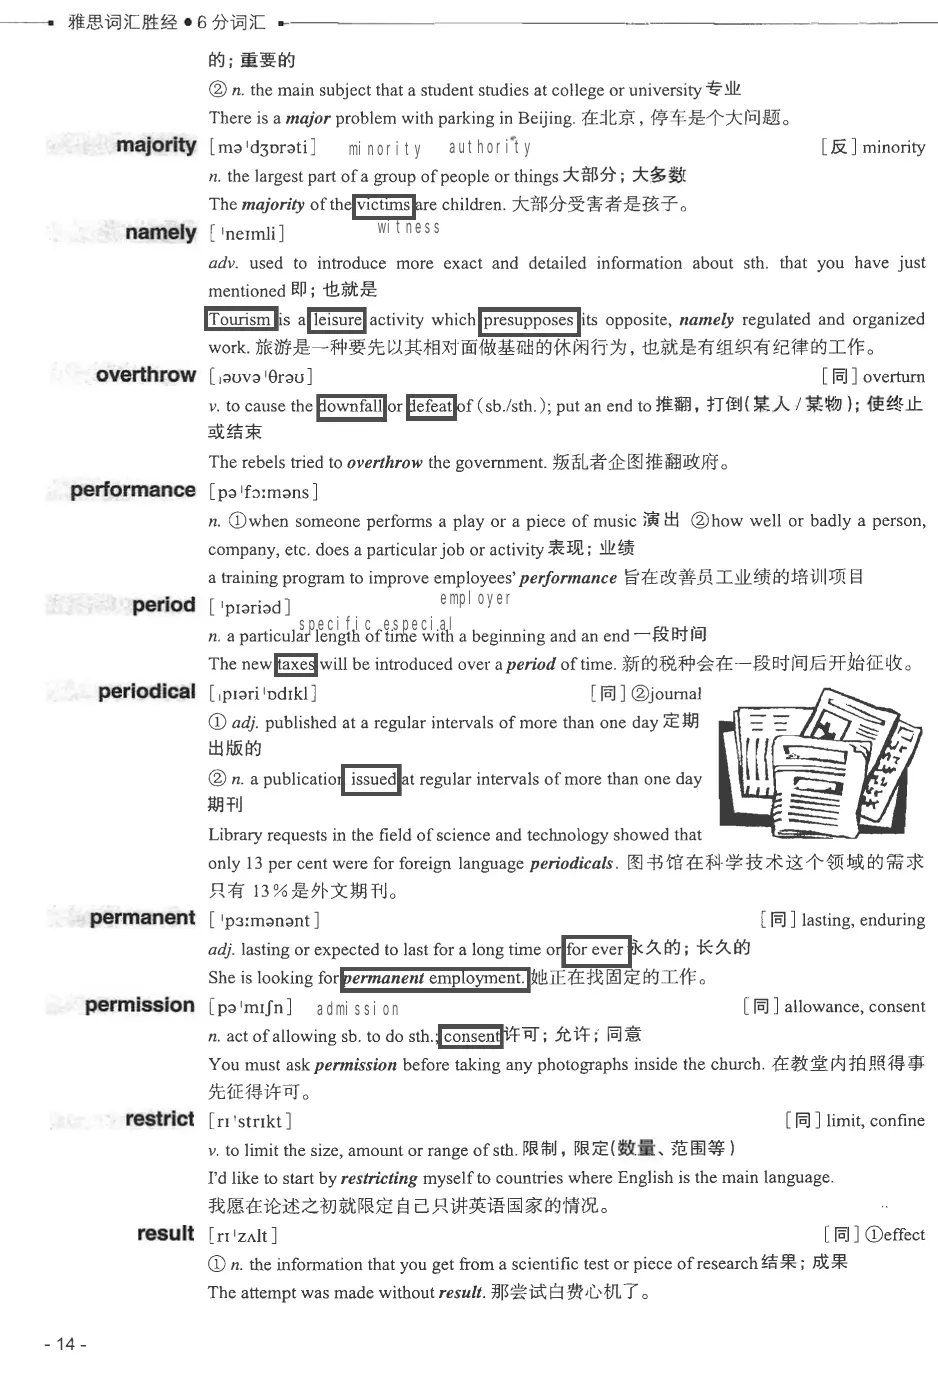 雅思词汇胜经●6分词汇
的；重要的
② n. the main subject that a student studies at college or university 专业
There is a major problem with parking in Beijing. 在北京，停车是个大问题。
majority [məˈdʒɒrəti] minority authority [反] minority
n. the largest part of a group of people or things 大部分；大多数
The majority of the victims are children. 大部分受害者是孩子。
witness
namely [ˈneɪmli]
adv. used to introduce more exact and detailed information about sth. that you have just
mentioned 即；也就是
Tourism is a leisure activity which presupposes its opposite, namely regulated and organized
work. 旅游是一种要先以其相对面做基础的休闲行为，也就是有组织有纪律的工作。
overthrow [ˌəʊvəˈθrəʊ] [同] overturn
v. to cause the downfall or defeat of (sb./sth.); put an end to 推翻，打倒(某人/某物)；使终止
或结束
The rebels tried to overthrow the government. 叛乱者企图推翻政府。
performance [pəˈfɔːməns]
n. ①when someone performs a play or a piece of music 演出 ②how well or badly a person,
company, etc. does a particular job or activity 表现；业绩
a training program to improve employees' performance 旨在改善员工业绩的培训项目
employer
period [ˈpɪəriəd]
specific especial
n. a particular length of time with a beginning and an end 一段时间
The new taxes will be introduced over a period of time. 新的税种会在一段时间后开始征收。
periodical [ˌpɪəriˈɒdɪkl] [同] ②journal
① adj. published at a regular intervals of more than one day 定期
出版的
② n. a publication issued at regular intervals of more than one day
期刊
Library requests in the field of science and technology showed that
only 13 per cent were for foreign language periodicals. 图书馆在科学技术这个领域的需求
只有 13%是外文期刊。
permanent [ˈpɜːmənənt] [同] lasting, enduring
adj. lasting or expected to last for a long time or for ever 永久的；长久的
She is looking for permanent employment. 她正在找固定的工作。
permission [pəˈmɪʃn] admission [同] allowance, consent
n. act of allowing sb. to do sth.; consent 许可；允许；同意
You must ask permission before taking any photographs inside the church. 在教堂内拍照得事
先征得许可。
restrict [rɪˈstrɪkt] [同] limit, confine
v. to limit the size, amount or range of sth. 限制，限定(数量、范围等)
I'd like to start by restricting myself to countries where English is the main language.
我愿在论述之初就限定自己只讲英语国家的情况。
result [rɪˈzʌlt] [同] ①effect
① n. the information that you get from a scientific test or piece of research 结果；成果
The attempt was made without result. 那尝试白费心机了。
- 14 -